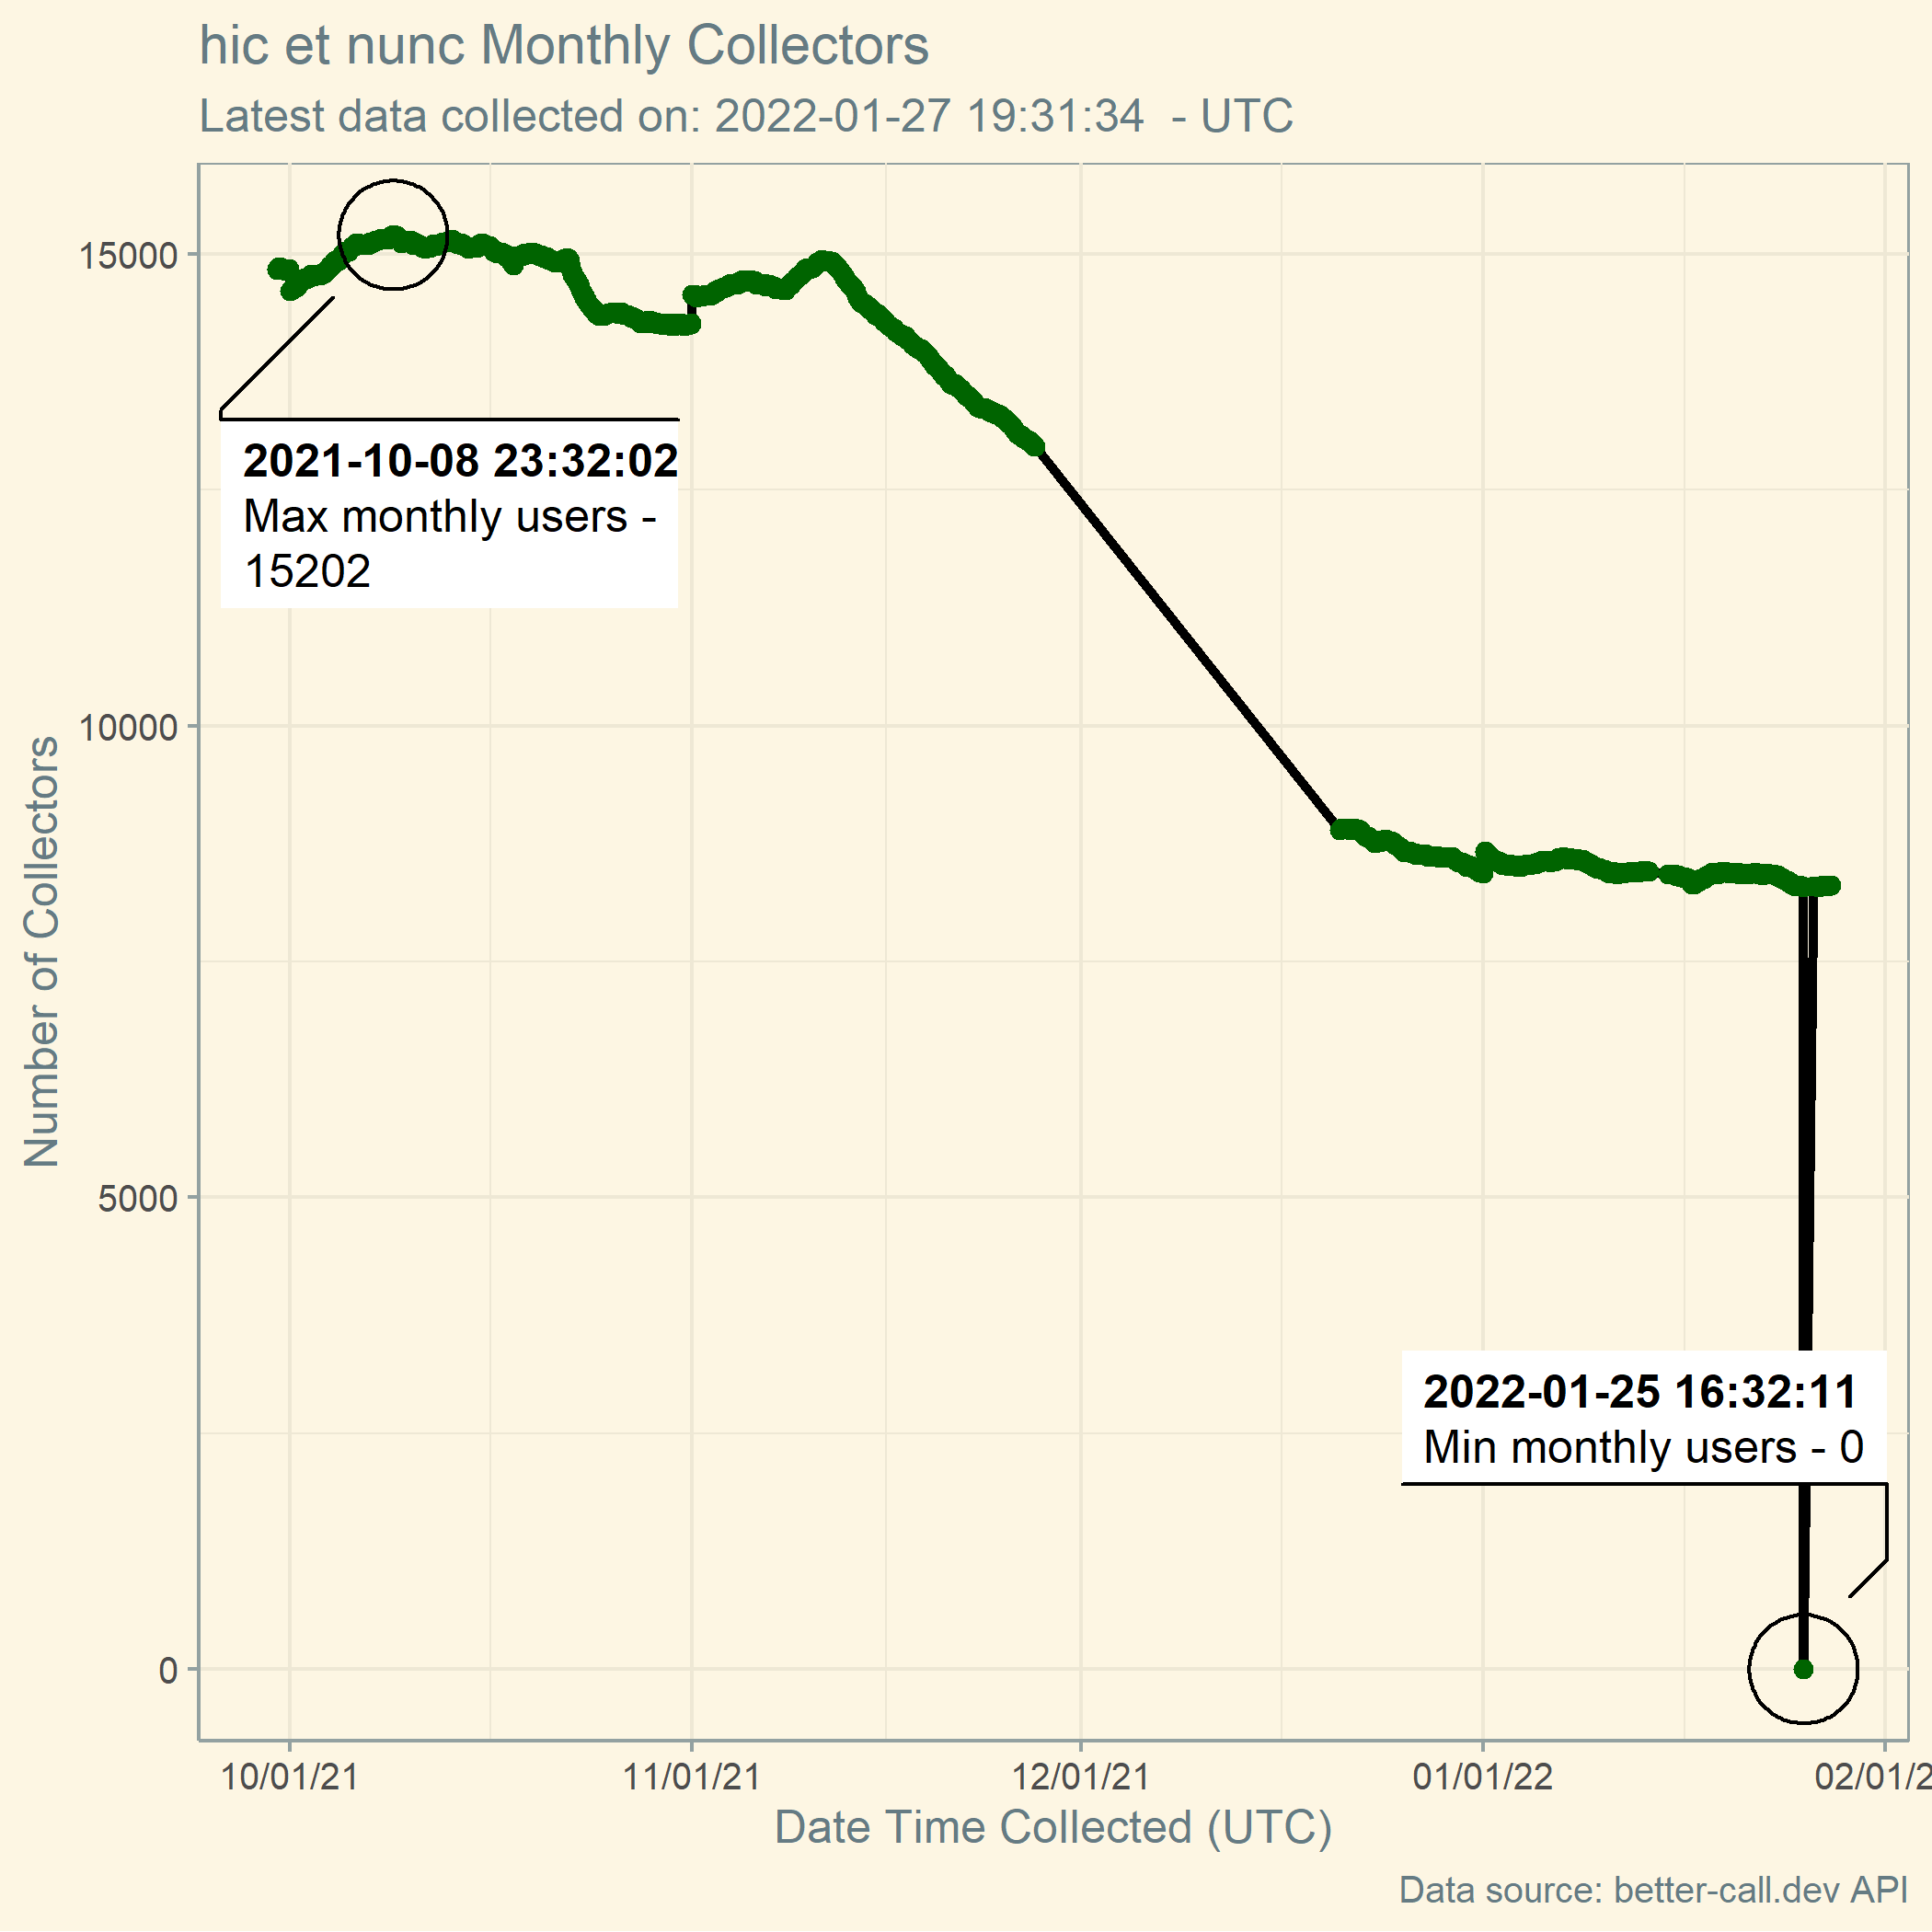 hic et nunc Monthly Collectors
Latest data collected on: 2022-01-27 19:31:34  - UTC
15000
10000
5000
0
Number of Collectors
2021-10-08 23:32:02
Max monthly users -
15202
2022-01-25 16:32:11
Min monthly users - 0
10/01/21
11/01/21
12/01/21
01/01/22
02/01/2
Date Time Collected (UTC)
Data source: better-call.dev API